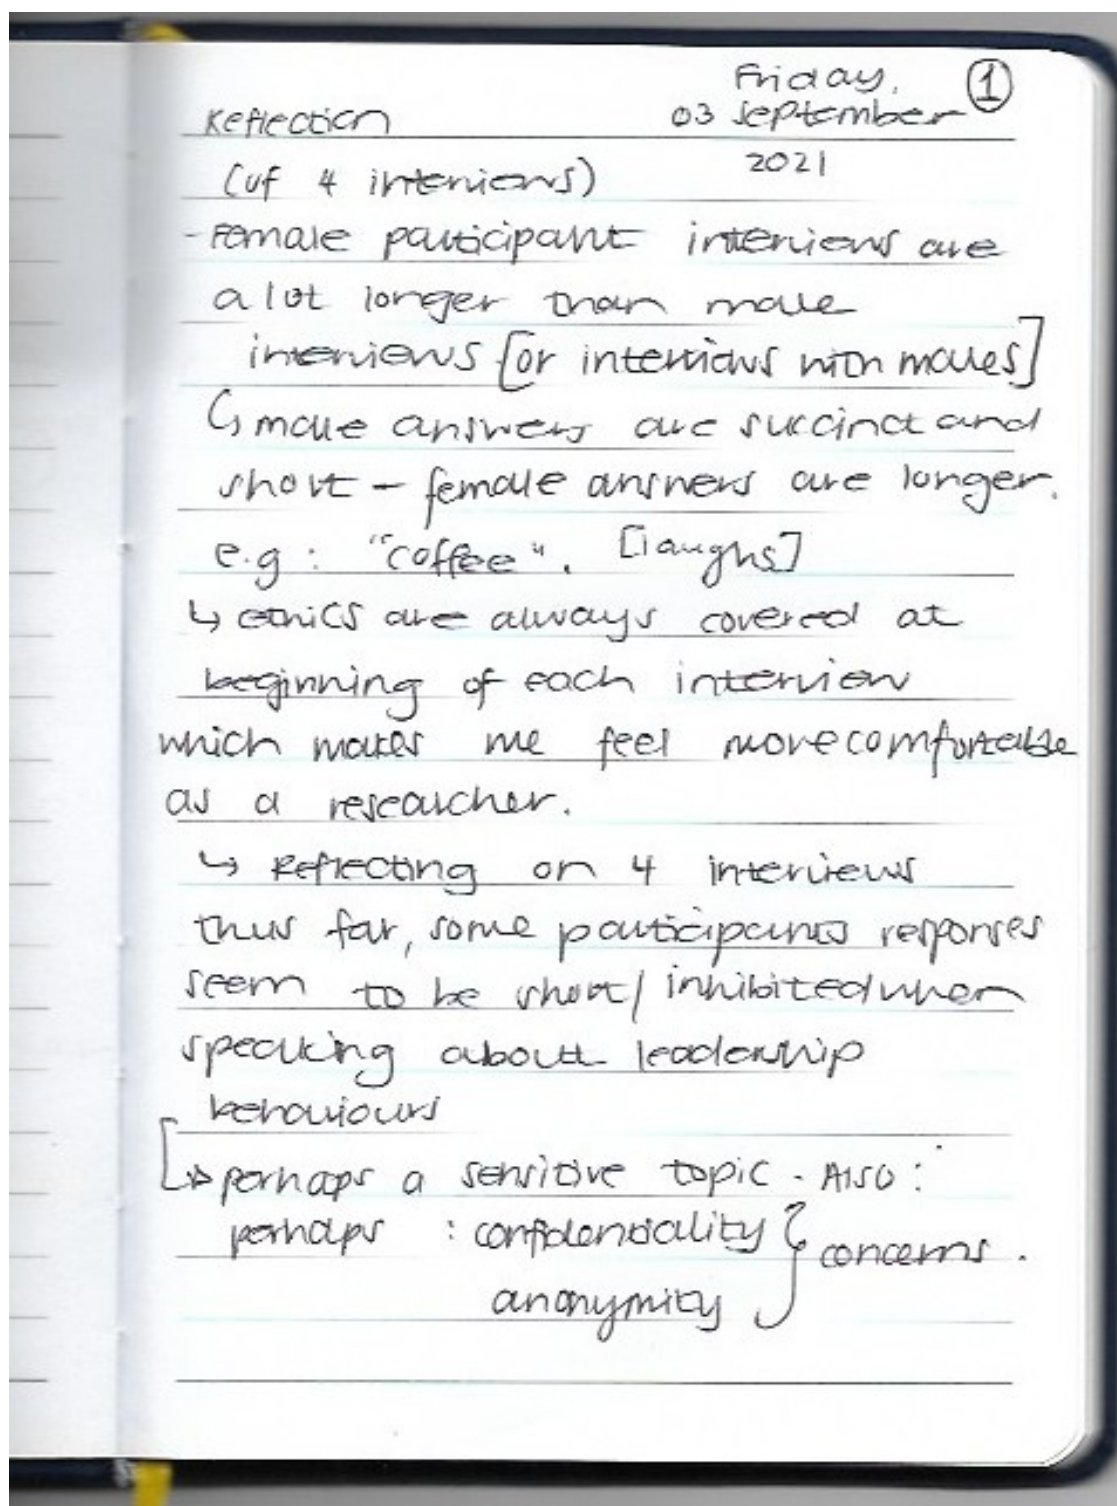 Friday, ①
Reflection 03 September
2021
(of 4 interviews)
- Female participant interviews are
a lot longer than male
interviews [or interviews with males]
↳ male answers are succinct and
short - female answers are longer.
e.g : "coffee". [laughs]
↳ ethics are always covered at
beginning of each interview
which makes me feel more comfortable
as a researcher.
↳ Reflecting on 4 interviews
thus far, some participants responses
seem to be short/ inhibited when
speaking about leadership
behaviours
↳ perhaps a sensitive topic. Also :
perhaps : confidentiality } concerns.
anonymity